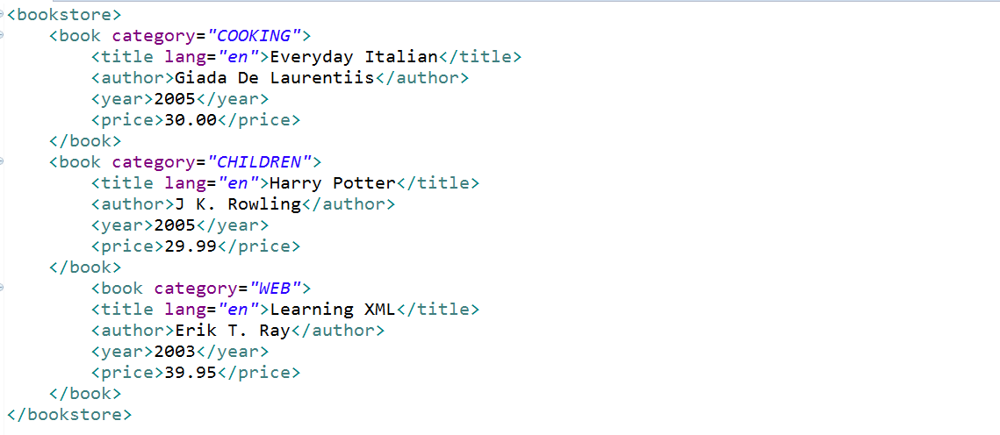 <bookstore>
    <book category="COOKING">
        <title lang="en">Everyday Italian</title>
        <author>Giada De Laurentiis</author>
        <year>2005</year>
        <price>30.00</price>
    </book>
    <book category="CHILDREN">
        <title lang="en">Harry Potter</title>
        <author>J K. Rowling</author>
        <year>2005</year>
        <price>29.99</price>
    </book>
        <book category="WEB">
        <title lang="en">Learning XML</title>
        <author>Erik T. Ray</author>
        <year>2003</year>
        <price>39.95</price>
    </book>
</bookstore>